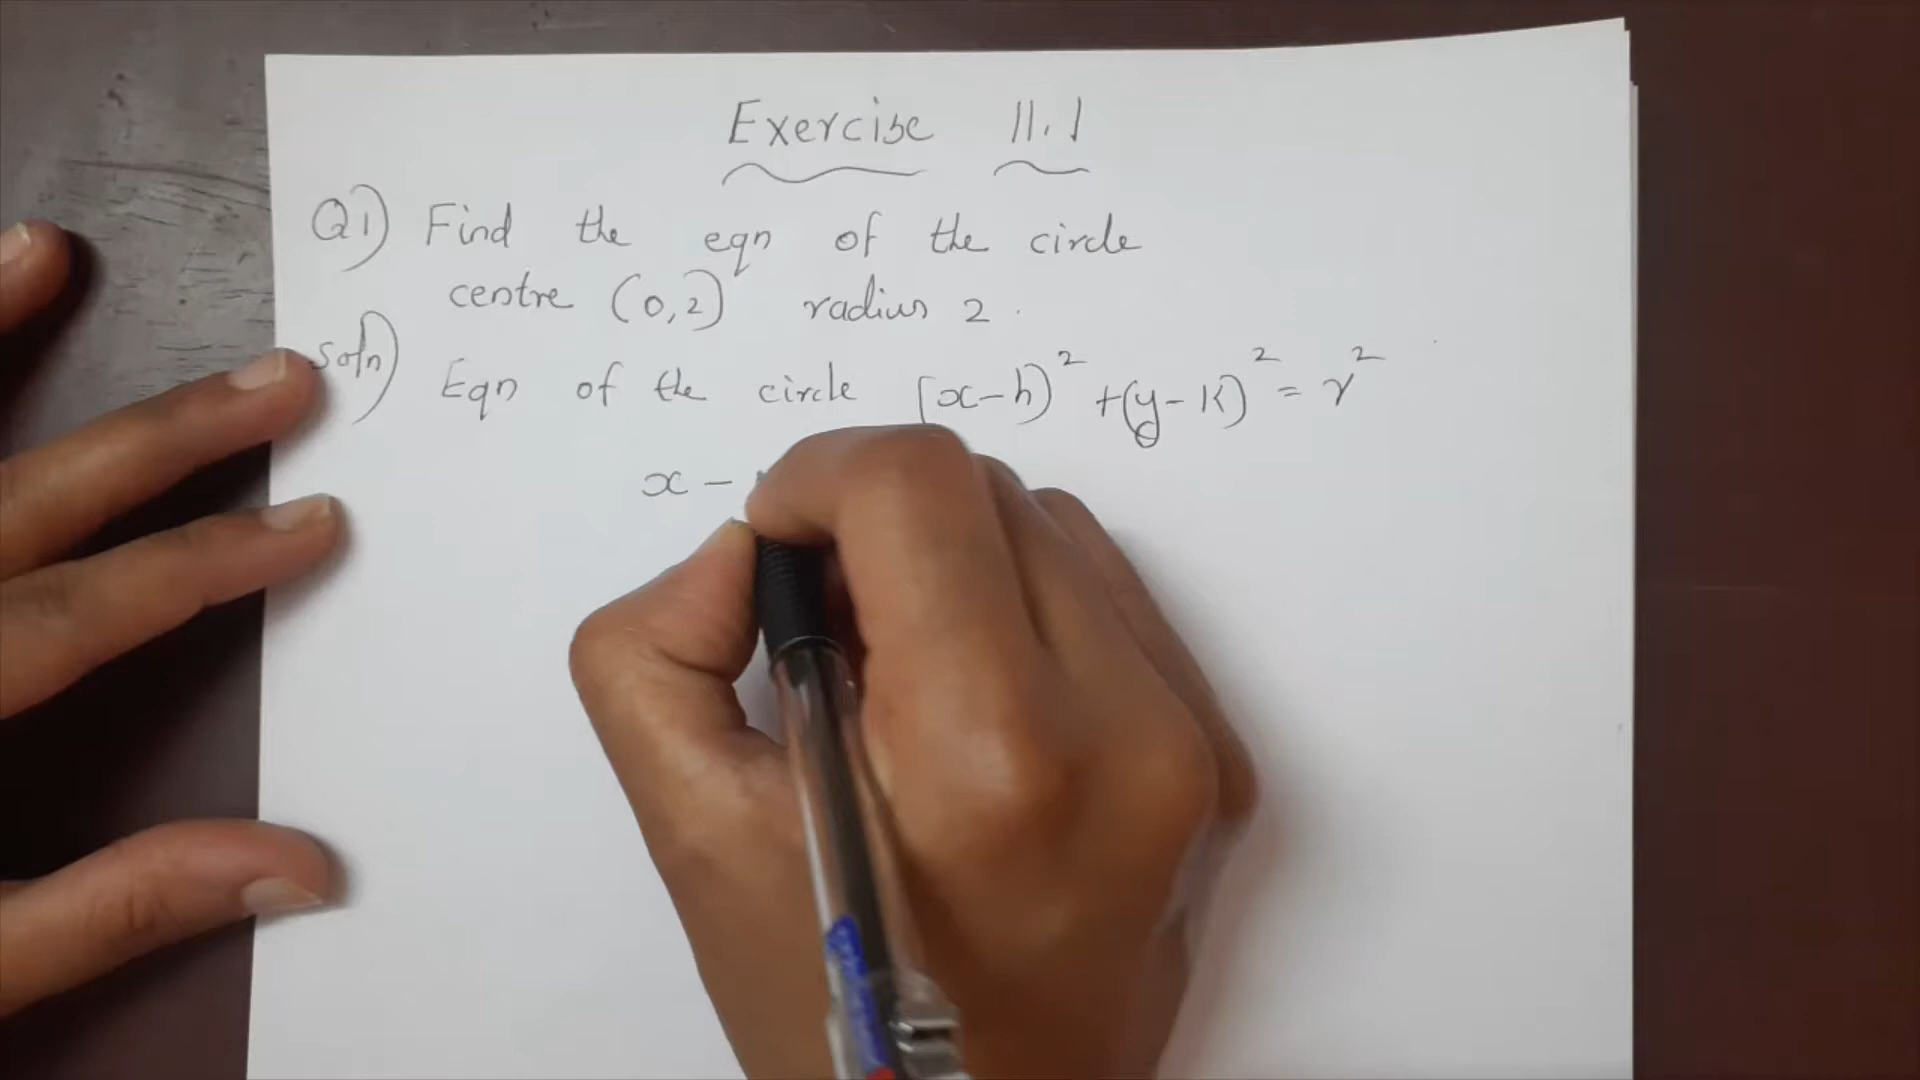 Exercise 11.1
Q1) Find the eqn of the circle
centre (0,2) radius 2.
Soln) Eqn of the circle (x-h)² +(y-k)² = r²
x -